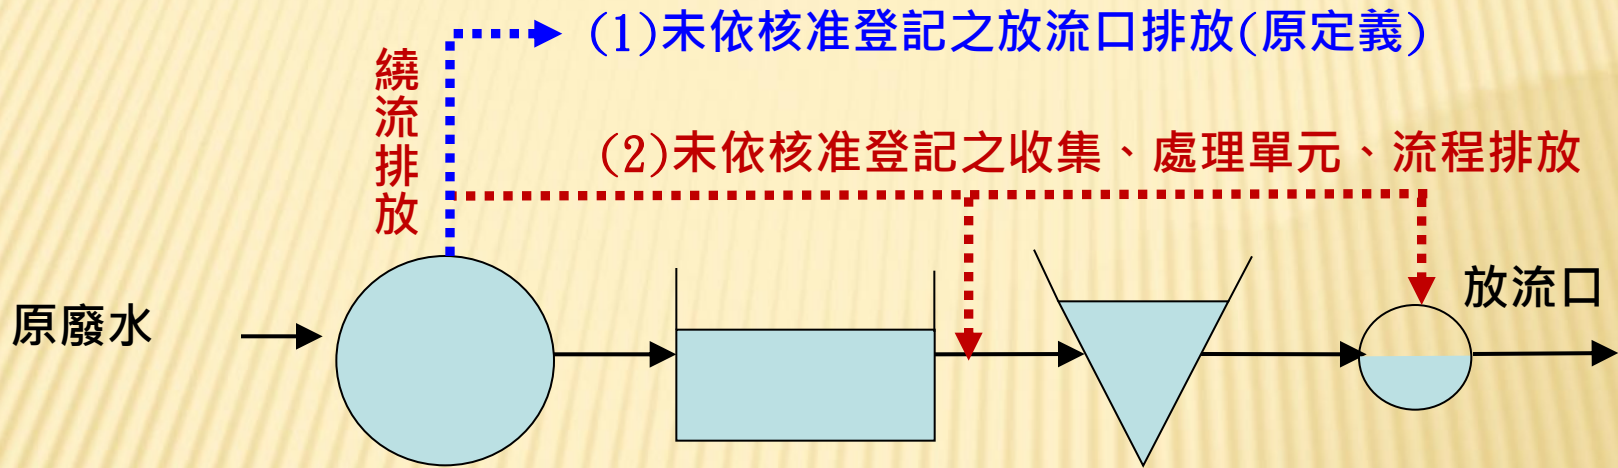 (1)未依核准登記之放流口排放(原定義)
繞流排放
(2)未依核准登記之收集、處理單元、流程排放
放流口
原廢水